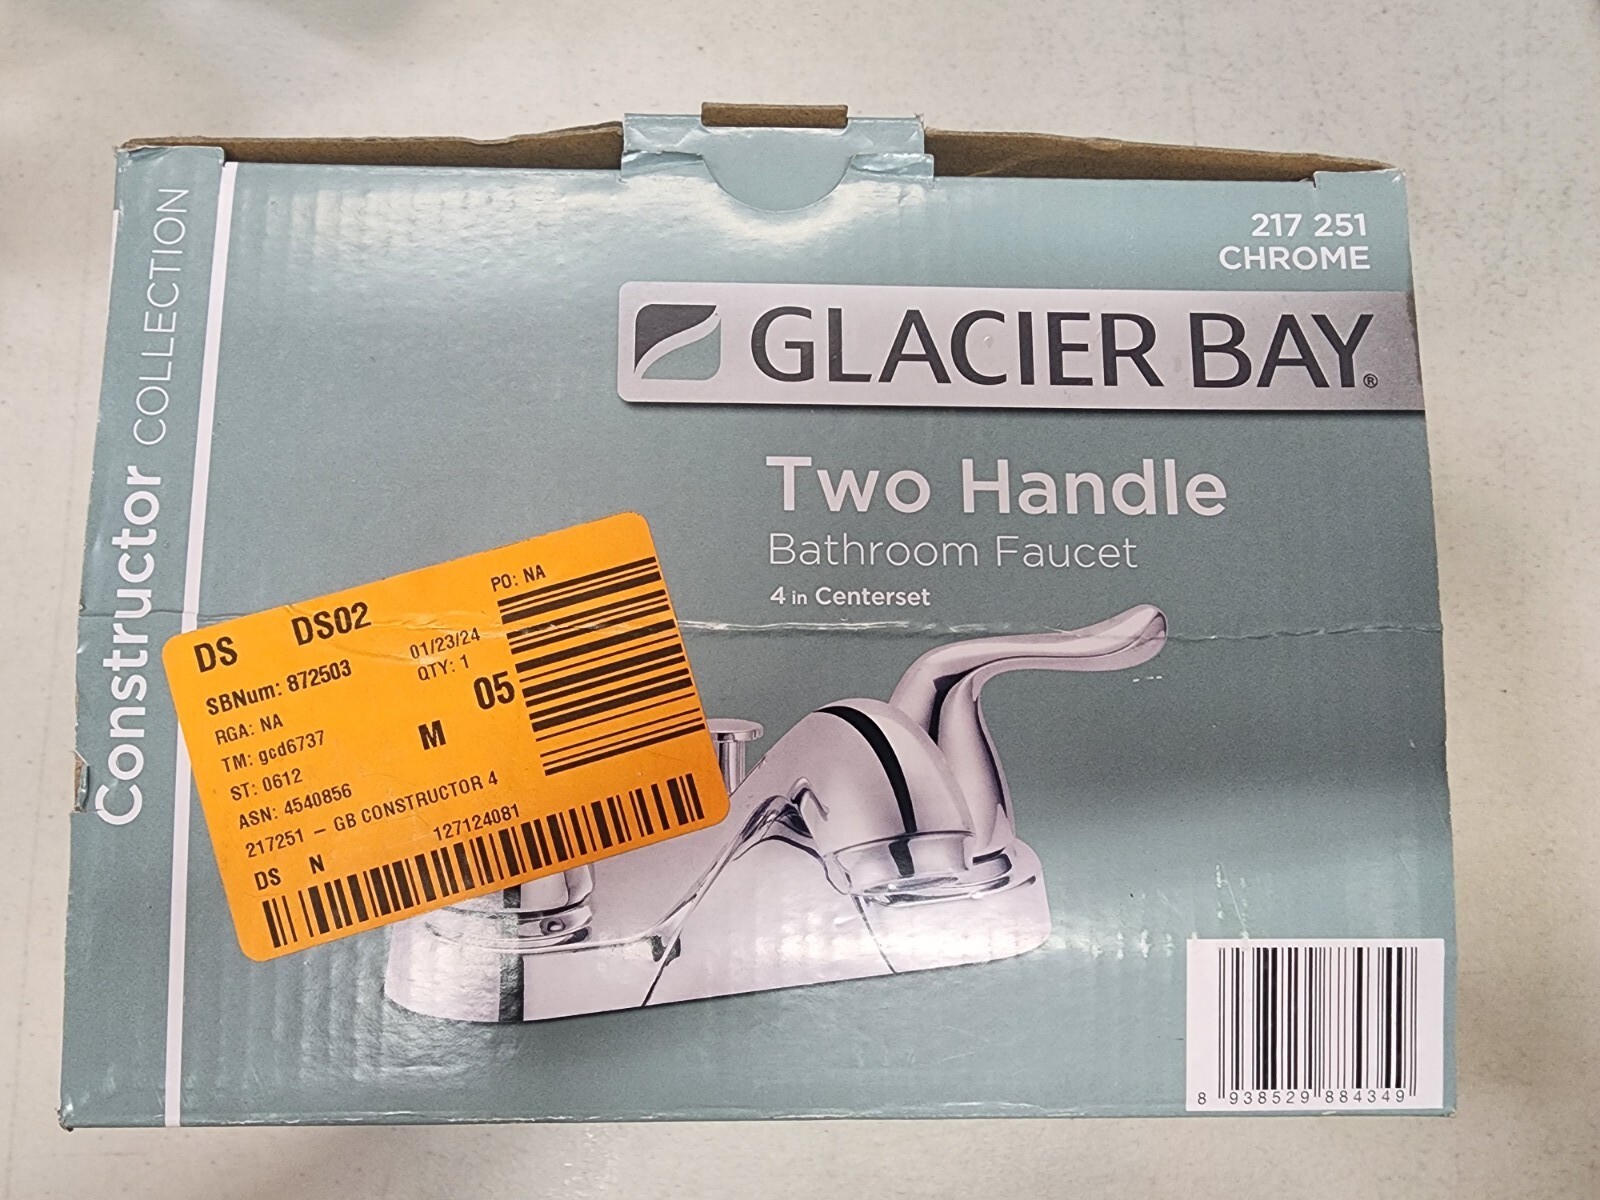 217 251
CHROME
GLACIER BAY®
Two Handle
Bathroom Faucet
4 in Centerset
Constructor COLLECTION
DS DS02 PO: NA
SBNum: 872503 01/23/24
RGA: NA QTY: 1
TM: gcd6737 M 05
ST: 0612
ASN: 4540856
217251 - GB CONSTRUCTOR 4
DS N 127124081
8 938529 884349